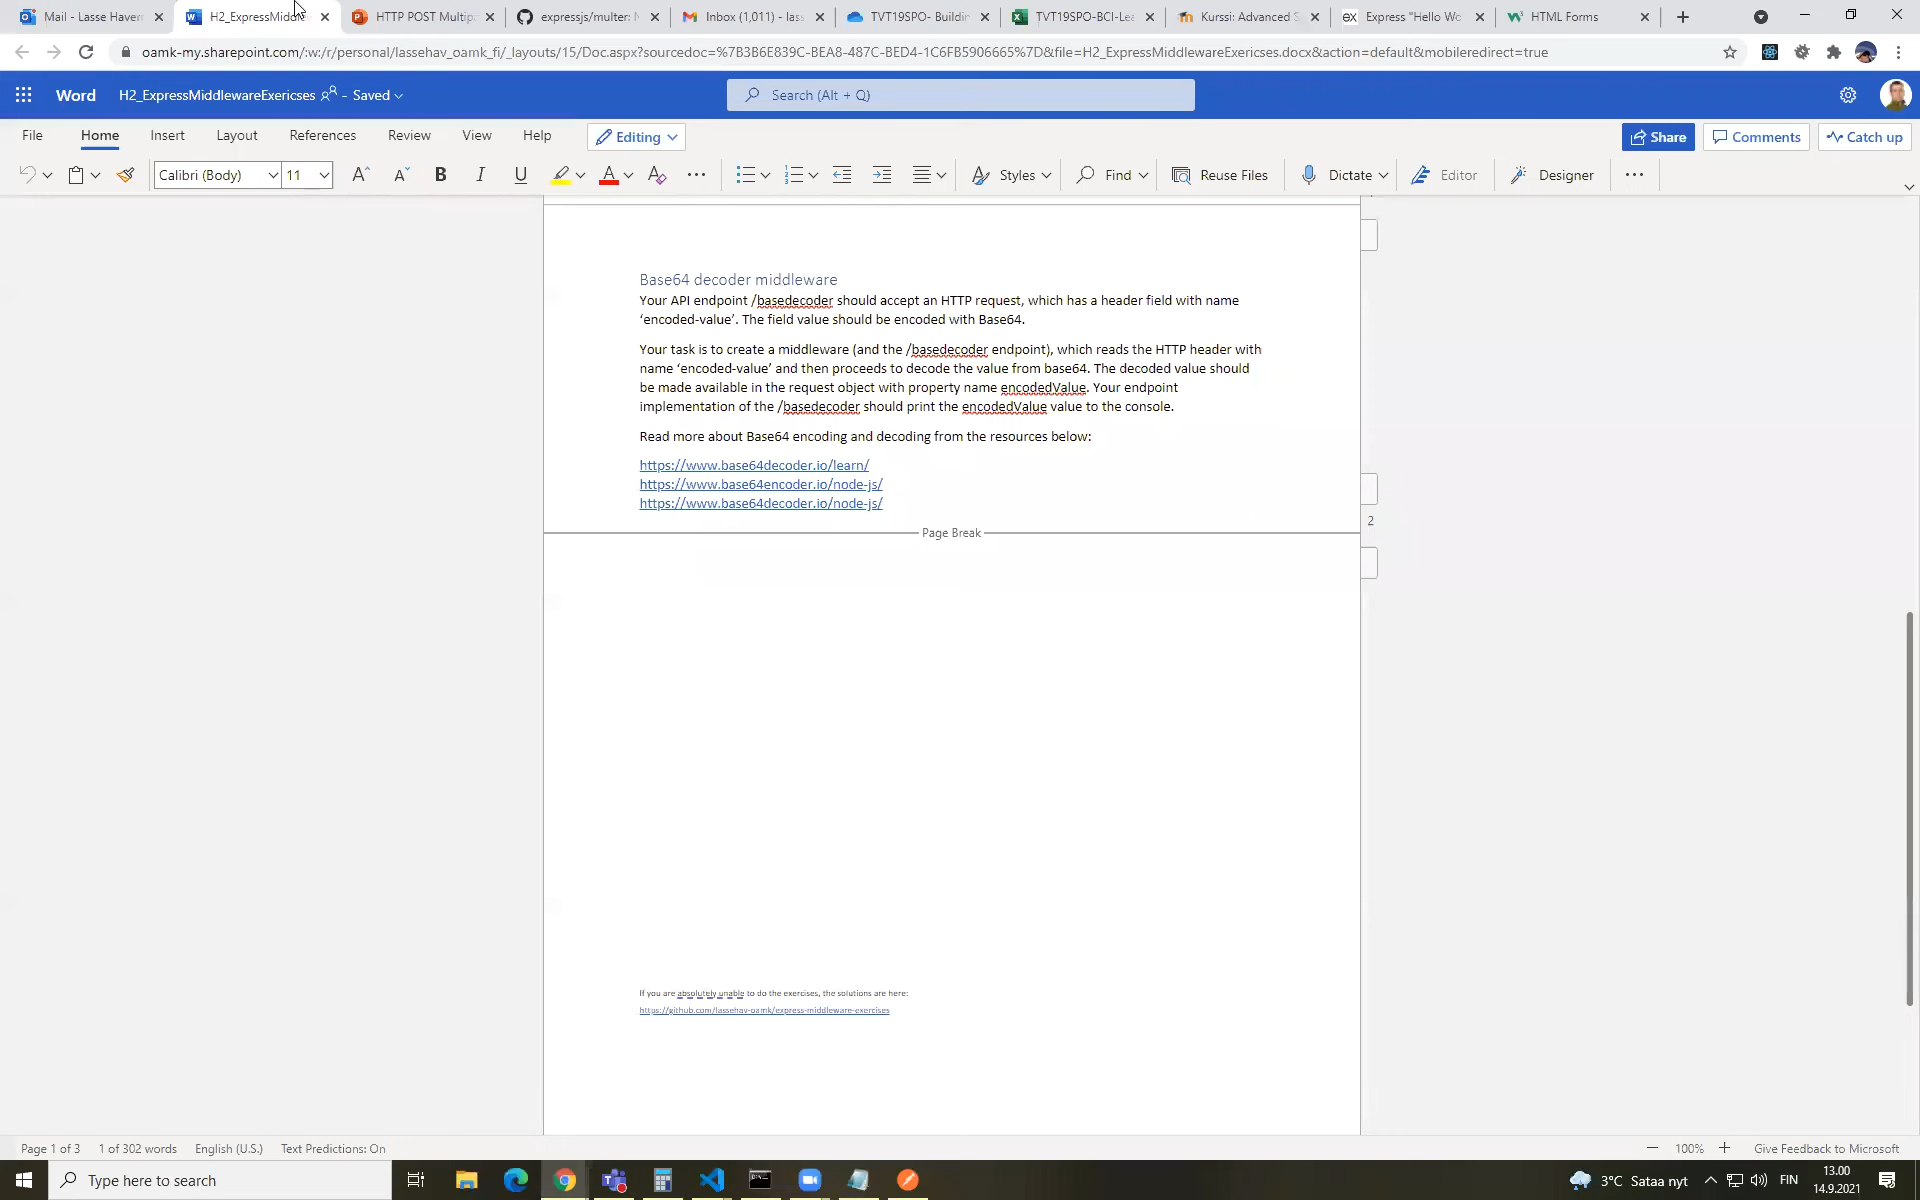 Mail - Lasse Haver
H2_ExpressMiddle
HTTP POST Multip
expressjs/multer: N
Inbox (1,011) - las
TVT19SPO- Buildin
TVT19SPO-BCI-Lea
Kurssi: Advanced S
Express "Hello Wo
HTML Forms
oamk-my.sharepoint.com/:w:/r/personal/lassehav_oamk_fi/_layouts/15/Doc.aspx?sourcedoc=%7B3B6E839C-BEA8-487C-BED4-1C6FB5906665%7D&file=H2_ExpressMiddlewareExericses.docx&action=default&mobileredirect=true
Word H2_ExpressMiddlewareExericses - Saved
Search (Alt + Q)
File Home Insert Layout References Review View Help Editing Share Comments Catch up
Calibri (Body) 11 A A B I U A Styles Find Reuse Files Dictate Editor Designer
Base64 decoder middleware
Your API endpoint /basedecoder should accept an HTTP request, which has a header field with name
‘encoded-value’. The field value should be encoded with Base64.
Your task is to create a middleware (and the /basedecoder endpoint), which reads the HTTP header with
name ‘encoded-value’ and then proceeds to decode the value from base64. The decoded value should
be made available in the request object with property name encodedValue. Your endpoint
implementation of the /basedecoder should print the encodedValue value to the console.
Read more about Base64 encoding and decoding from the resources below:
https://www.base64decoder.io/learn/
https://www.base64encoder.io/node-js/
https://www.base64decoder.io/node-js/
2
Page Break
If you are absolutely unable to do the exercises, the solutions are here:
https://github.com/lassehav-oamk/express-middleware-exercises
Page 1 of 3 1 of 302 words English (U.S.) Text Predictions: On 100% Give Feedback to Microsoft
Type here to search
3°C Sataa nyt FIN
13.00
14.9.2021